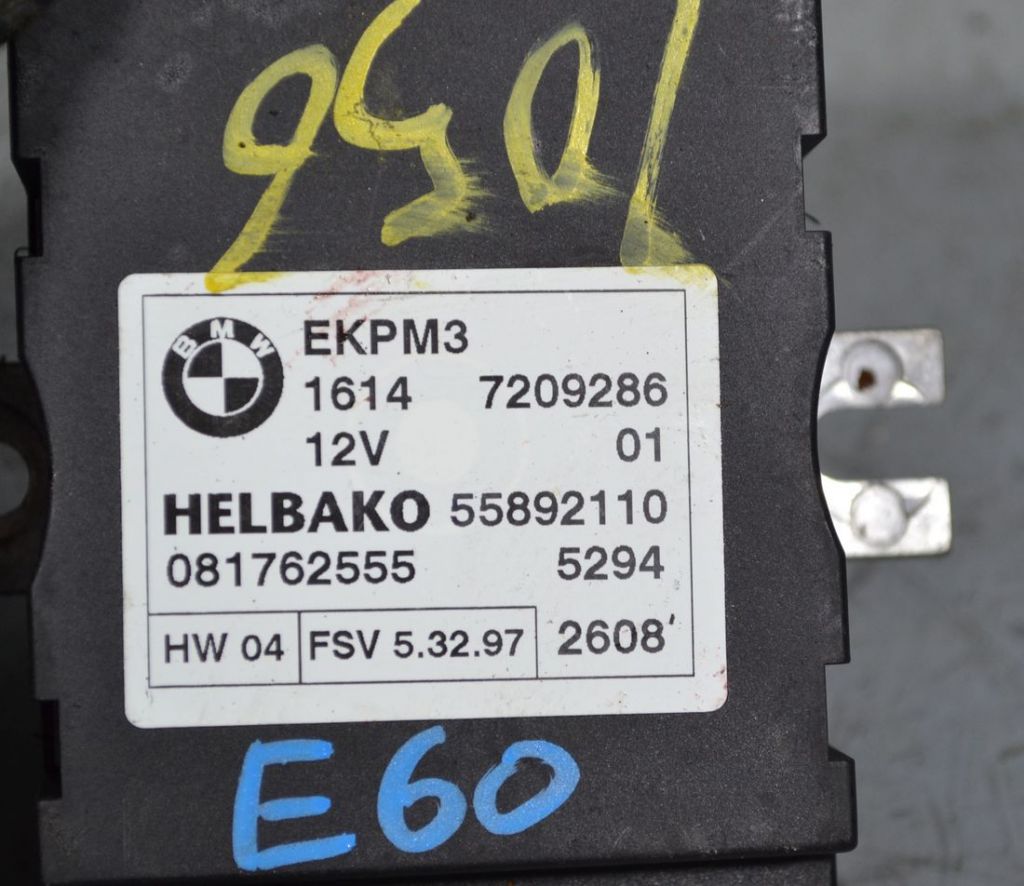 9501
BMW
EKPM3
1614 7209286
12V 01
HELBAKO 55892110
081762555 5294
HW 04 FSV 5.32.97 2608'
E60